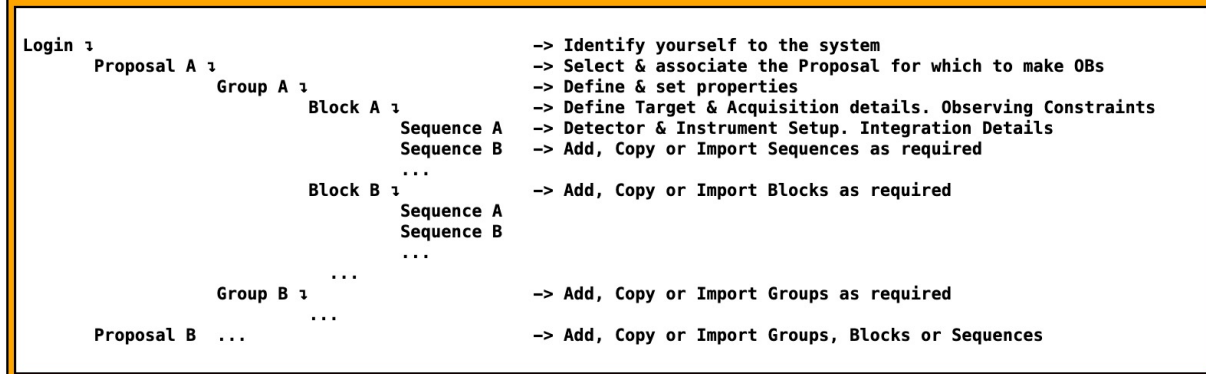 Login ↴ -> Identify yourself to the system
Proposal A ↴ -> Select & associate the Proposal for which to make OBs
Group A ↴ -> Define & set properties
Block A ↴ -> Define Target & Acquisition details. Observing Constraints
Sequence A -> Detector & Instrument Setup. Integration Details
Sequence B -> Add, Copy or Import Sequences as required
...
Block B ↴ -> Add, Copy or Import Blocks as required
Sequence A
Sequence B
...
...
Group B ↴ -> Add, Copy or Import Groups as required
...
Proposal B ... -> Add, Copy or Import Groups, Blocks or Sequences